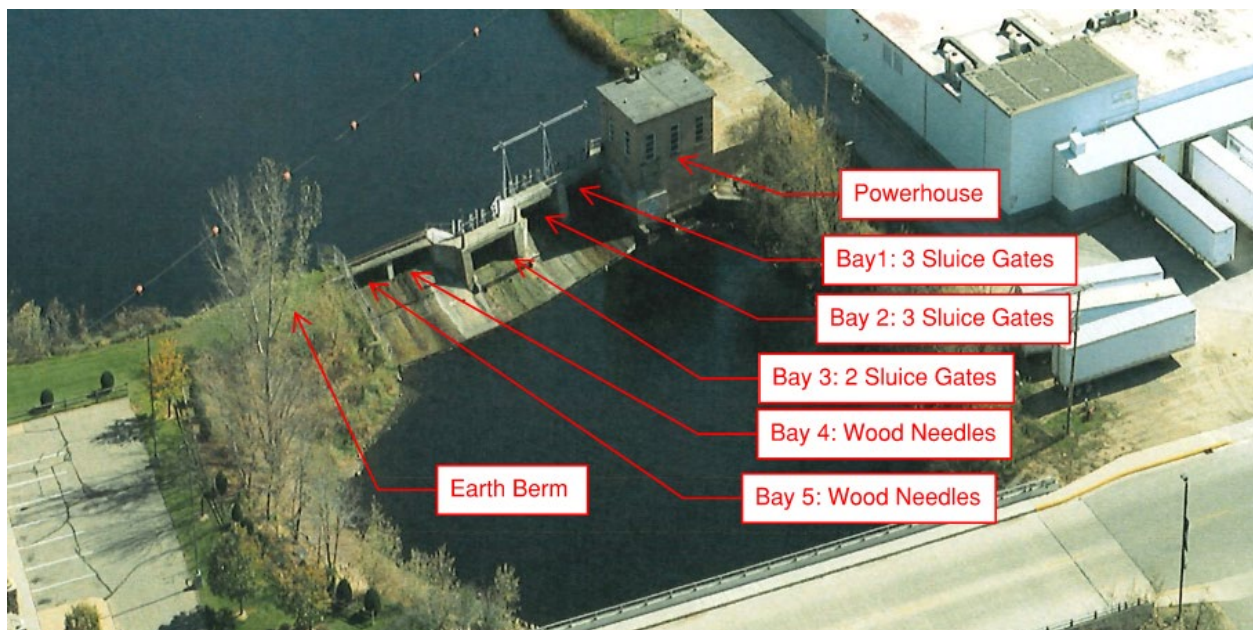 Powerhouse
Bay1: 3 Sluice Gates
Bay 2: 3 Sluice Gates
Bay 3: 2 Sluice Gates
Bay 4: Wood Needles
Earth Berm
Bay 5: Wood Needles